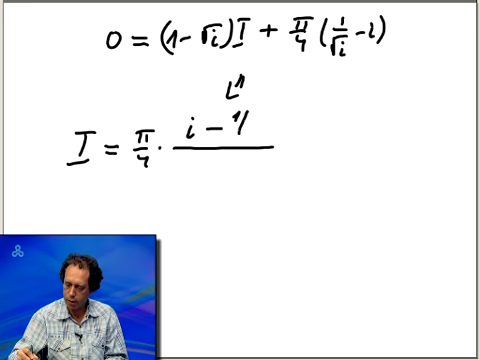 0 = (1 - √i) I + π/4 (1/√i - i)
I = π/4 · i - 1/